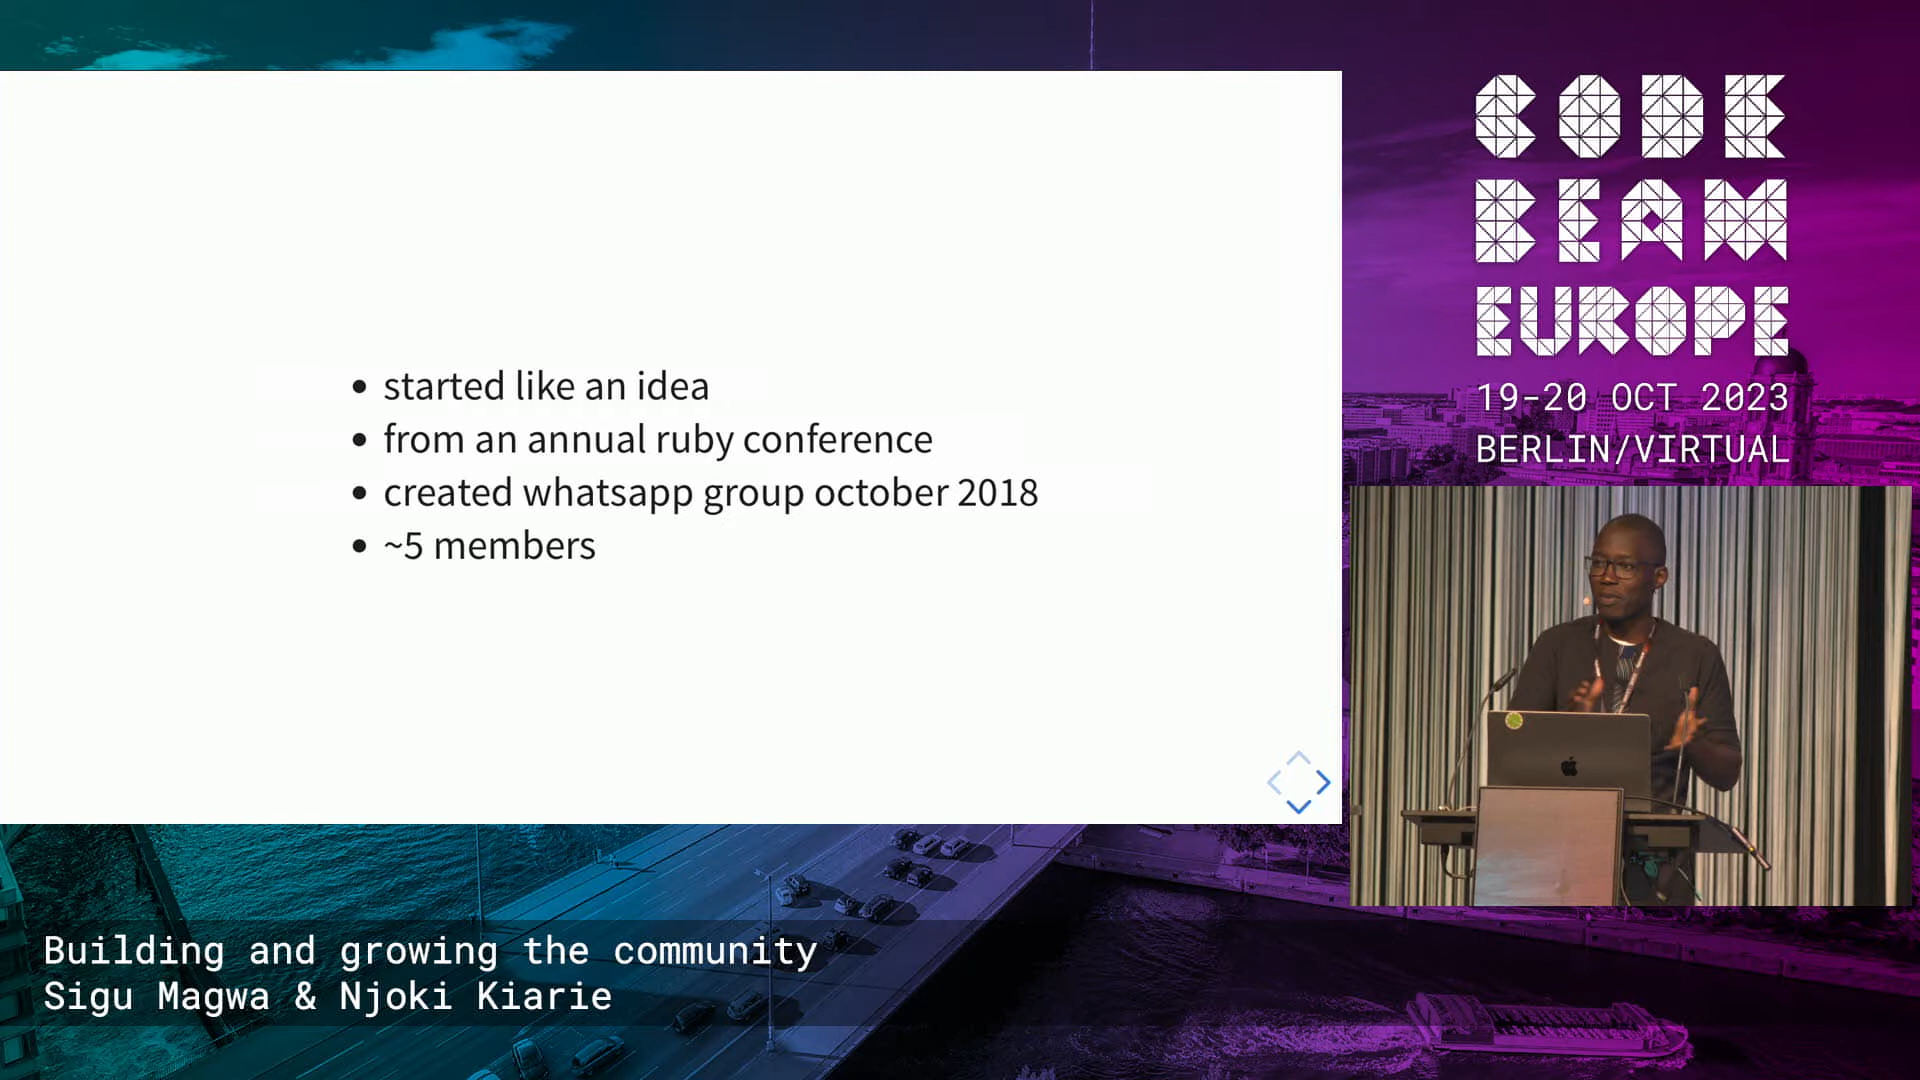 started like an idea
from an annual ruby conference
created whatsapp group october 2018
~5 members
CODE
BEAM
EUROPE
19-20 OCT 2023
BERLIN/VIRTUAL
Building and growing the community
Sigu Magwa & Njoki Kiarie